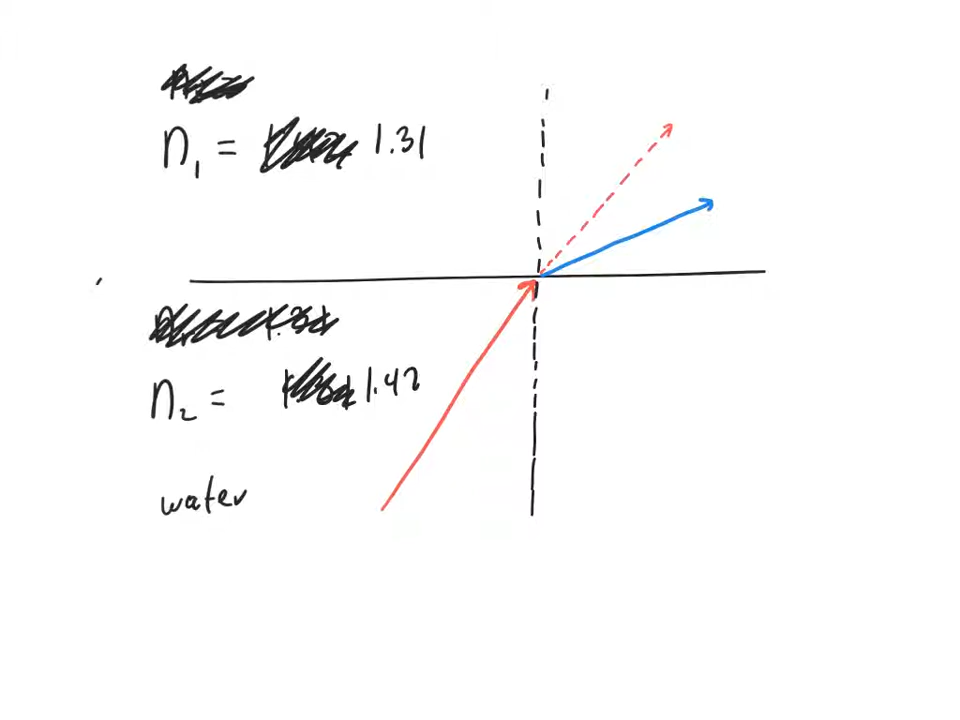 n₁ = 1.31
n₂ = 1.42
water